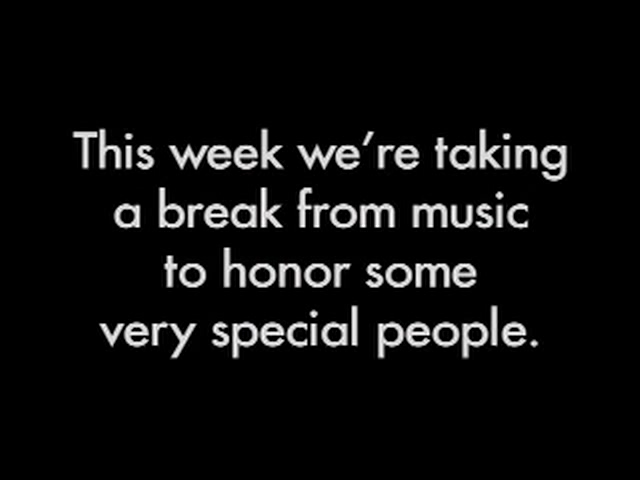 This week we’re taking
a break from music
to honor some
very special people.